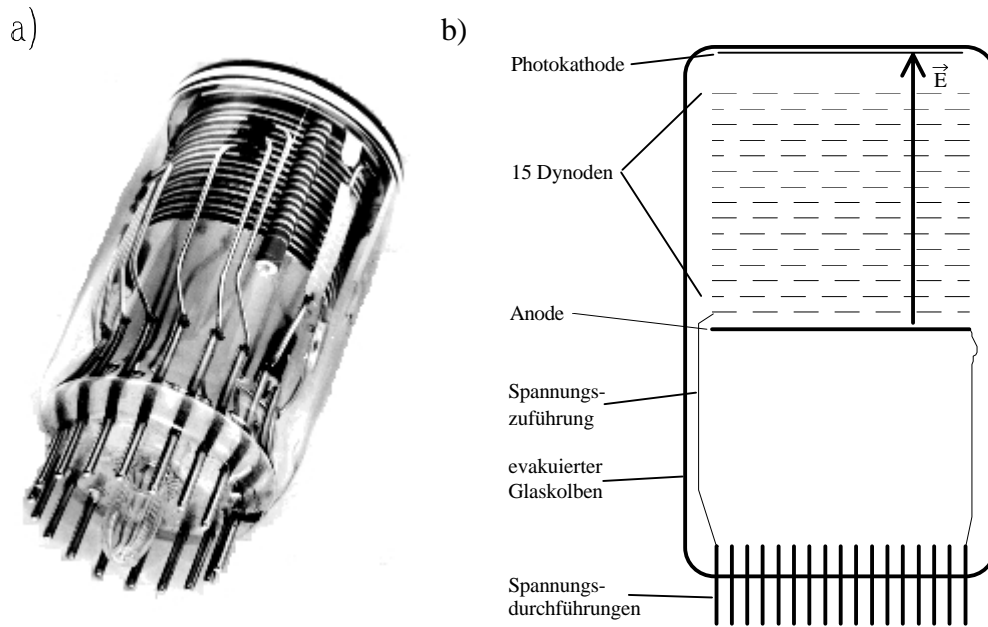 a)
b)
Photokathode
E
15 Dynoden
Anode
Spannungs-
zuführung
evakuierter
Glaskolben
Spannungs-
durchführungen